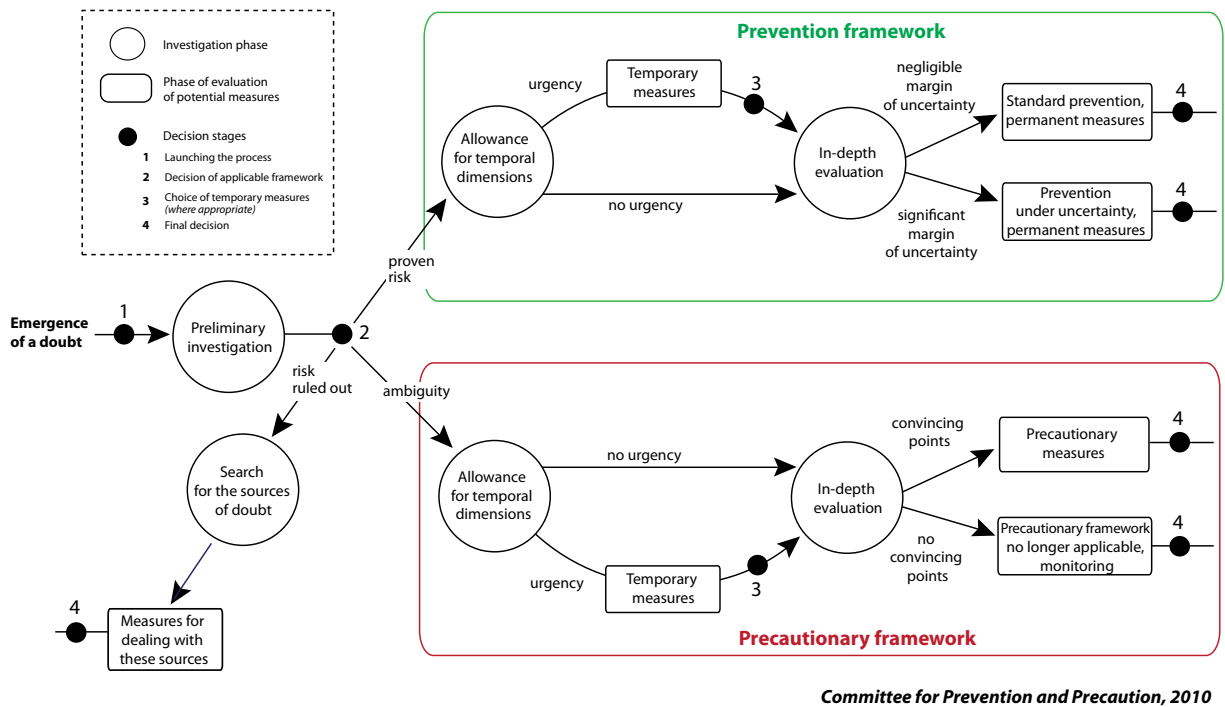 Investigation phase
Phase of evaluation
of potential measures
Decision stages
1 Launching the process
2 Decision of applicable framework
3 Choice of temporary measures
(where appropriate)
4 Final decision
Prevention framework
urgency
Temporary
measures
3
negligible
margin
of uncertainty
Standard prevention,
permanent measures
4
Allowance
for temporal
dimensions
In-depth
evaluation
no urgency
significant
margin
of uncertainty
Prevention
under uncertainty,
permanent measures
4
proven
risk
Emergence
of a doubt
1
Preliminary
investigation
2
risk
ruled out
ambiguity
Search
for the sources
of doubt
4
Measures for
dealing with
these sources
no urgency
Allowance
for temporal
dimensions
In-depth
evaluation
convincing
points
Precautionary
measures
4
urgency
Temporary
measures
3
no
convincing
points
Precautionary framework
no longer applicable,
monitoring
4
Precautionary framework
Committee for Prevention and Precaution, 2010